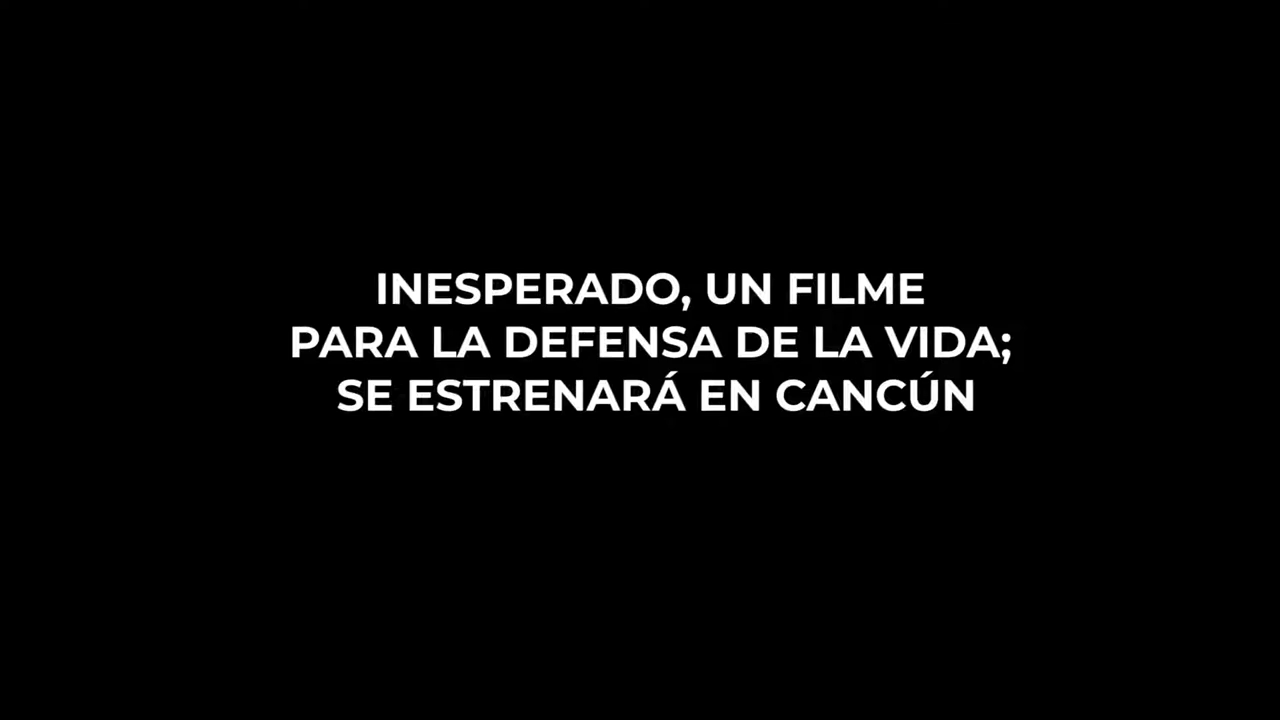 INESPERADO, UN FILME
PARA LA DEFENSA DE LA VIDA;
SE ESTRENARÁ EN CANCÚN